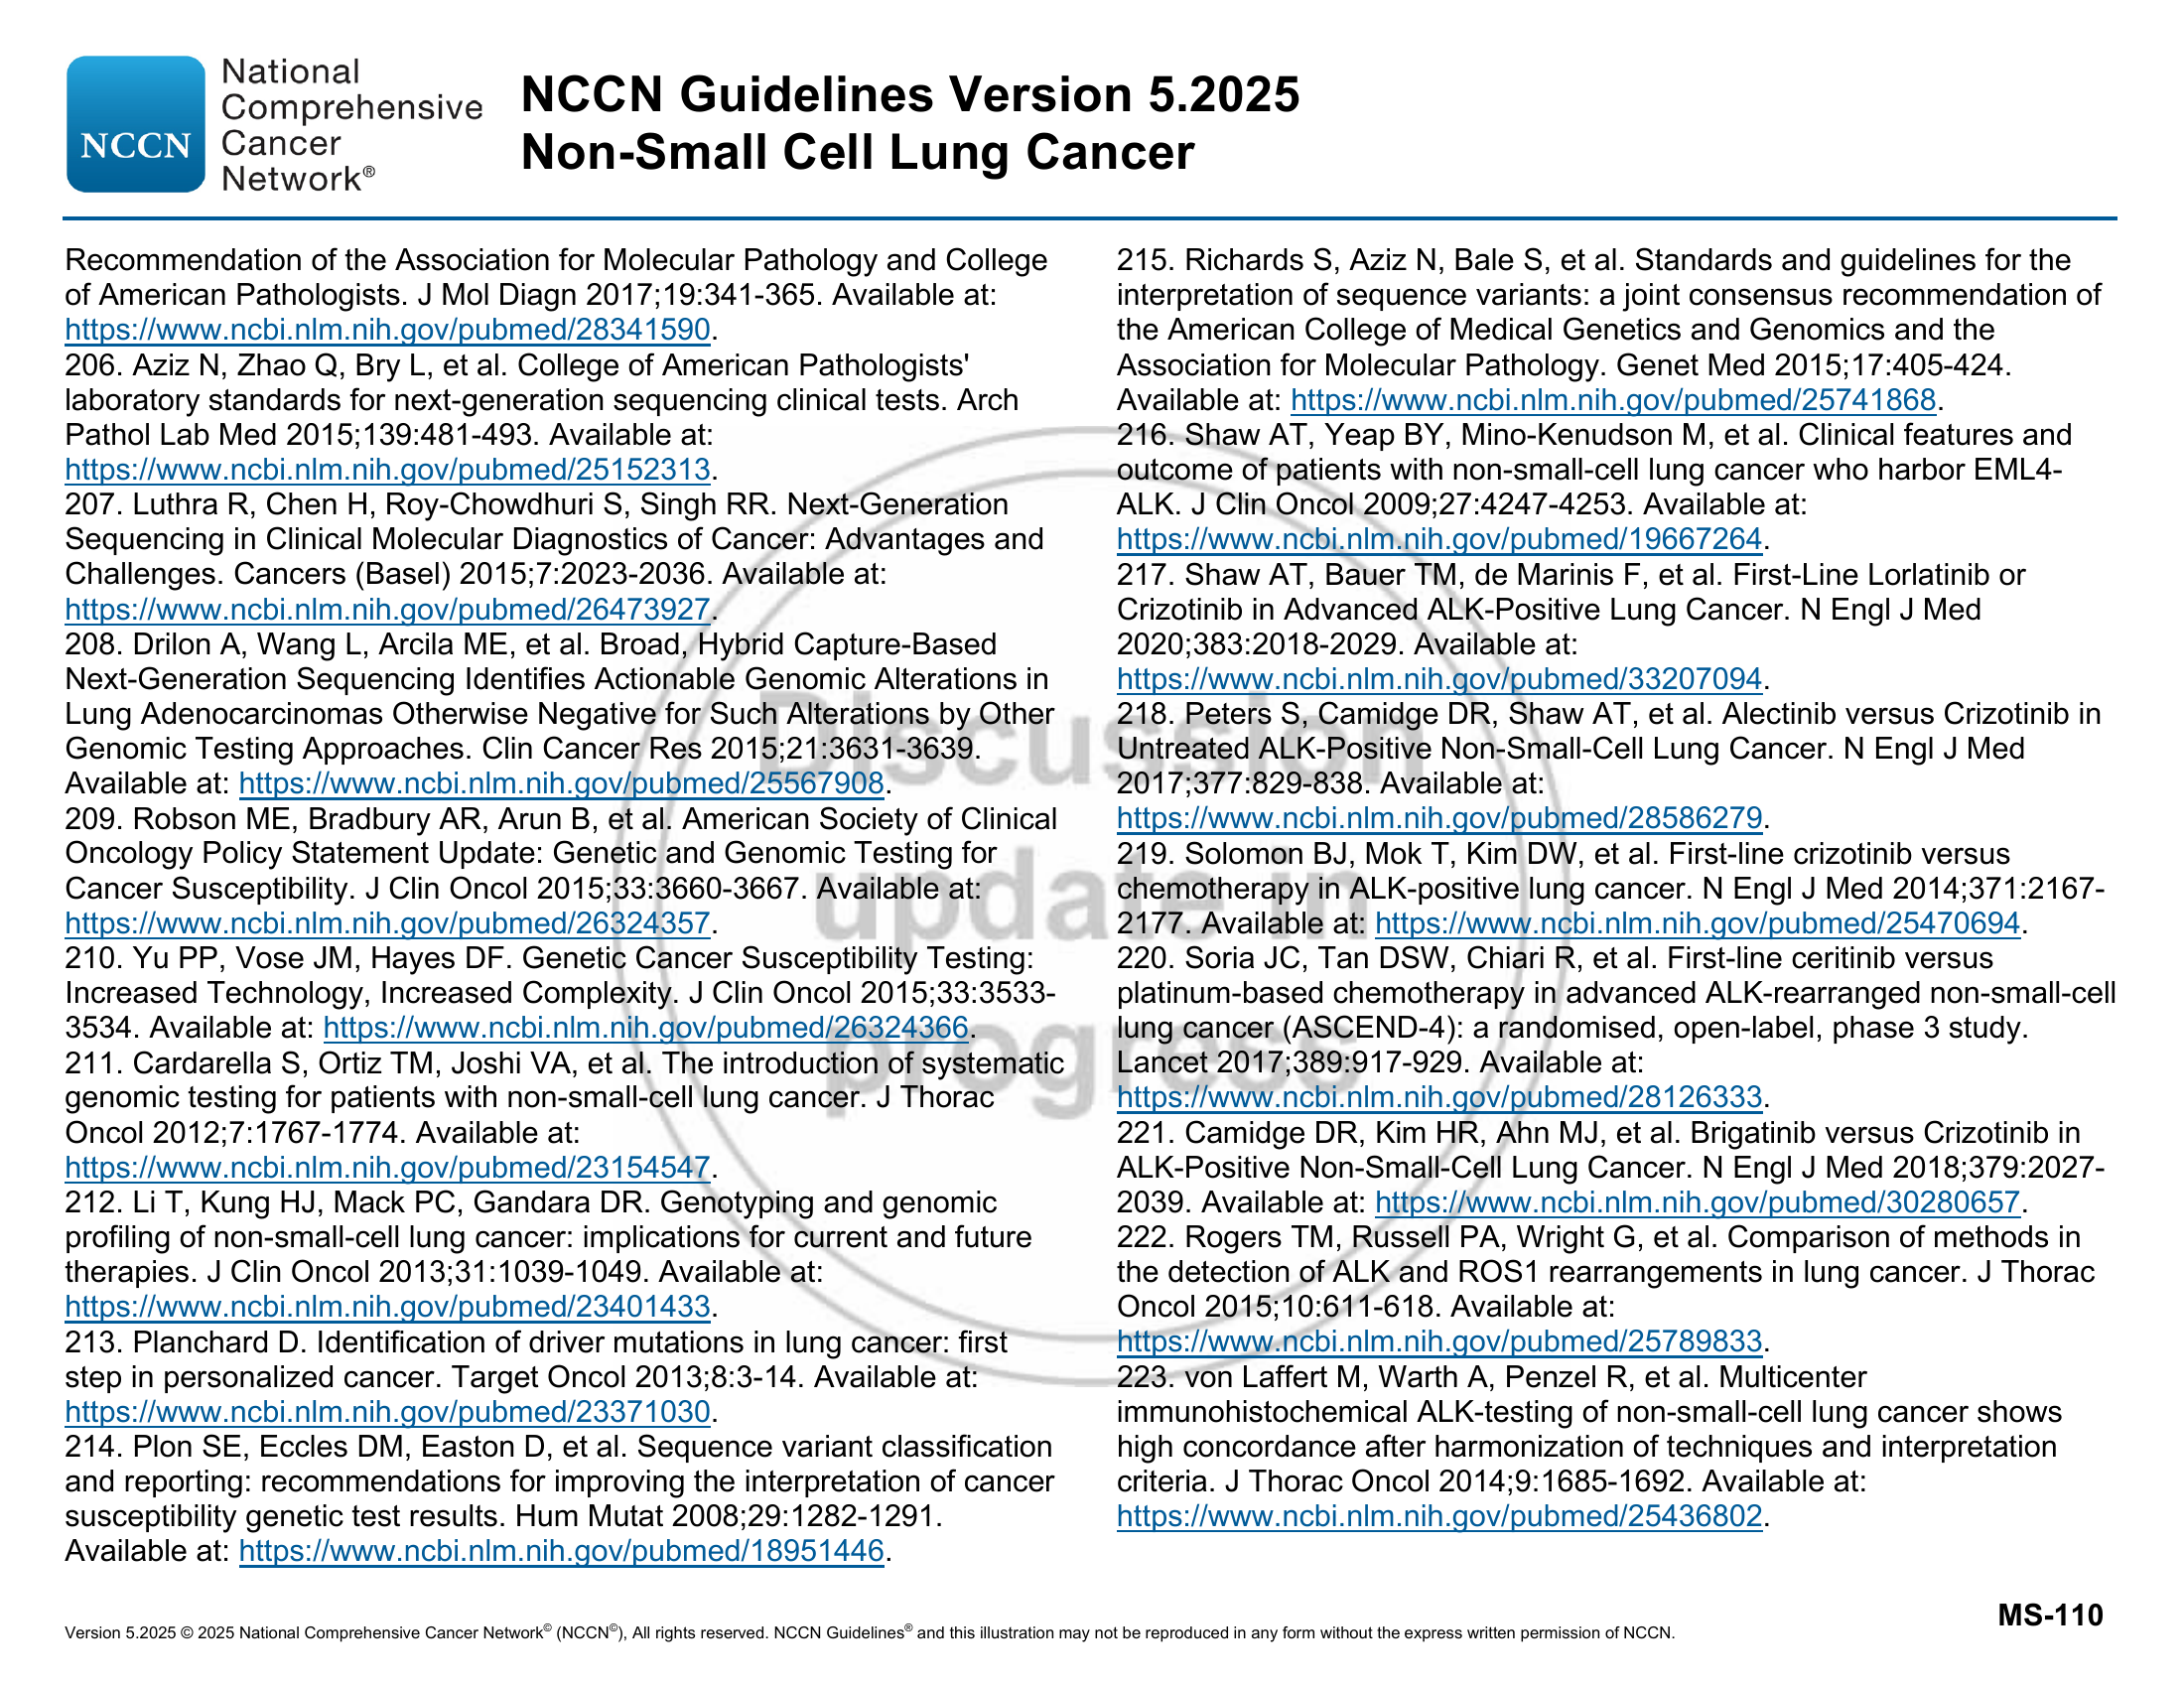 NCCN
National
Comprehensive
Cancer
Network®
NCCN Guidelines Version 5.2025
Non-Small Cell Lung Cancer
Recommendation of the Association for Molecular Pathology and College
of American Pathologists. J Mol Diagn 2017;19:341-365. Available at:
https://www.ncbi.nlm.nih.gov/pubmed/28341590.
206. Aziz N, Zhao Q, Bry L, et al. College of American Pathologists'
laboratory standards for next-generation sequencing clinical tests. Arch
Pathol Lab Med 2015;139:481-493. Available at:
https://www.ncbi.nlm.nih.gov/pubmed/25152313.
207. Luthra R, Chen H, Roy-Chowdhuri S, Singh RR. Next-Generation
Sequencing in Clinical Molecular Diagnostics of Cancer: Advantages and
Challenges. Cancers (Basel) 2015;7:2023-2036. Available at:
https://www.ncbi.nlm.nih.gov/pubmed/26473927.
208. Drilon A, Wang L, Arcila ME, et al. Broad, Hybrid Capture-Based
Next-Generation Sequencing Identifies Actionable Genomic Alterations in
Lung Adenocarcinomas Otherwise Negative for Such Alterations by Other
Genomic Testing Approaches. Clin Cancer Res 2015;21:3631-3639.
Available at: https://www.ncbi.nlm.nih.gov/pubmed/25567908.
209. Robson ME, Bradbury AR, Arun B, et al. American Society of Clinical
Oncology Policy Statement Update: Genetic and Genomic Testing for
Cancer Susceptibility. J Clin Oncol 2015;33:3660-3667. Available at:
https://www.ncbi.nlm.nih.gov/pubmed/26324357.
210. Yu PP, Vose JM, Hayes DF. Genetic Cancer Susceptibility Testing:
Increased Technology, Increased Complexity. J Clin Oncol 2015;33:3533-
3534. Available at: https://www.ncbi.nlm.nih.gov/pubmed/26324366.
211. Cardarella S, Ortiz TM, Joshi VA, et al. The introduction of systematic
genomic testing for patients with non-small-cell lung cancer. J Thorac
Oncol 2012;7:1767-1774. Available at:
https://www.ncbi.nlm.nih.gov/pubmed/23154547.
212. Li T, Kung HJ, Mack PC, Gandara DR. Genotyping and genomic
profiling of non-small-cell lung cancer: implications for current and future
therapies. J Clin Oncol 2013;31:1039-1049. Available at:
https://www.ncbi.nlm.nih.gov/pubmed/23401433.
213. Planchard D. Identification of driver mutations in lung cancer: first
step in personalized cancer. Target Oncol 2013;8:3-14. Available at:
https://www.ncbi.nlm.nih.gov/pubmed/23371030.
214. Plon SE, Eccles DM, Easton D, et al. Sequence variant classification
and reporting: recommendations for improving the interpretation of cancer
susceptibility genetic test results. Hum Mutat 2008;29:1282-1291.
Available at: https://www.ncbi.nlm.nih.gov/pubmed/18951446.
215. Richards S, Aziz N, Bale S, et al. Standards and guidelines for the
interpretation of sequence variants: a joint consensus recommendation of
the American College of Medical Genetics and Genomics and the
Association for Molecular Pathology. Genet Med 2015;17:405-424.
Available at: https://www.ncbi.nlm.nih.gov/pubmed/25741868.
216. Shaw AT, Yeap BY, Mino-Kenudson M, et al. Clinical features and
outcome of patients with non-small-cell lung cancer who harbor EML4-
ALK. J Clin Oncol 2009;27:4247-4253. Available at:
https://www.ncbi.nlm.nih.gov/pubmed/19667264.
217. Shaw AT, Bauer TM, de Marinis F, et al. First-Line Lorlatinib or
Crizotinib in Advanced ALK-Positive Lung Cancer. N Engl J Med
2020;383:2018-2029. Available at:
https://www.ncbi.nlm.nih.gov/pubmed/33207094.
218. Peters S, Camidge DR, Shaw AT, et al. Alectinib versus Crizotinib in
Untreated ALK-Positive Non-Small-Cell Lung Cancer. N Engl J Med
2017;377:829-838. Available at:
https://www.ncbi.nlm.nih.gov/pubmed/28586279.
219. Solomon BJ, Mok T, Kim DW, et al. First-line crizotinib versus
chemotherapy in ALK-positive lung cancer. N Engl J Med 2014;371:2167-
2177. Available at: https://www.ncbi.nlm.nih.gov/pubmed/25470694.
220. Soria JC, Tan DSW, Chiari R, et al. First-line ceritinib versus
platinum-based chemotherapy in advanced ALK-rearranged non-small-cell
lung cancer (ASCEND-4): a randomised, open-label, phase 3 study.
Lancet 2017;389:917-929. Available at:
https://www.ncbi.nlm.nih.gov/pubmed/28126333.
221. Camidge DR, Kim HR, Ahn MJ, et al. Brigatinib versus Crizotinib in
ALK-Positive Non-Small-Cell Lung Cancer. N Engl J Med 2018;379:2027-
2039. Available at: https://www.ncbi.nlm.nih.gov/pubmed/30280657.
222. Rogers TM, Russell PA, Wright G, et al. Comparison of methods in
the detection of ALK and ROS1 rearrangements in lung cancer. J Thorac
Oncol 2015;10:611-618. Available at:
https://www.ncbi.nlm.nih.gov/pubmed/25789833.
223. von Laffert M, Warth A, Penzel R, et al. Multicenter
immunohistochemical ALK-testing of non-small-cell lung cancer shows
high concordance after harmonization of techniques and interpretation
criteria. J Thorac Oncol 2014;9:1685-1692. Available at:
https://www.ncbi.nlm.nih.gov/pubmed/25436802.
Discussion
update in
progress
MS-110
Version 5.2025 © 2025 National Comprehensive Cancer Network© (NCCN©), All rights reserved. NCCN Guidelines® and this illustration may not be reproduced in any form without the express written permission of NCCN.